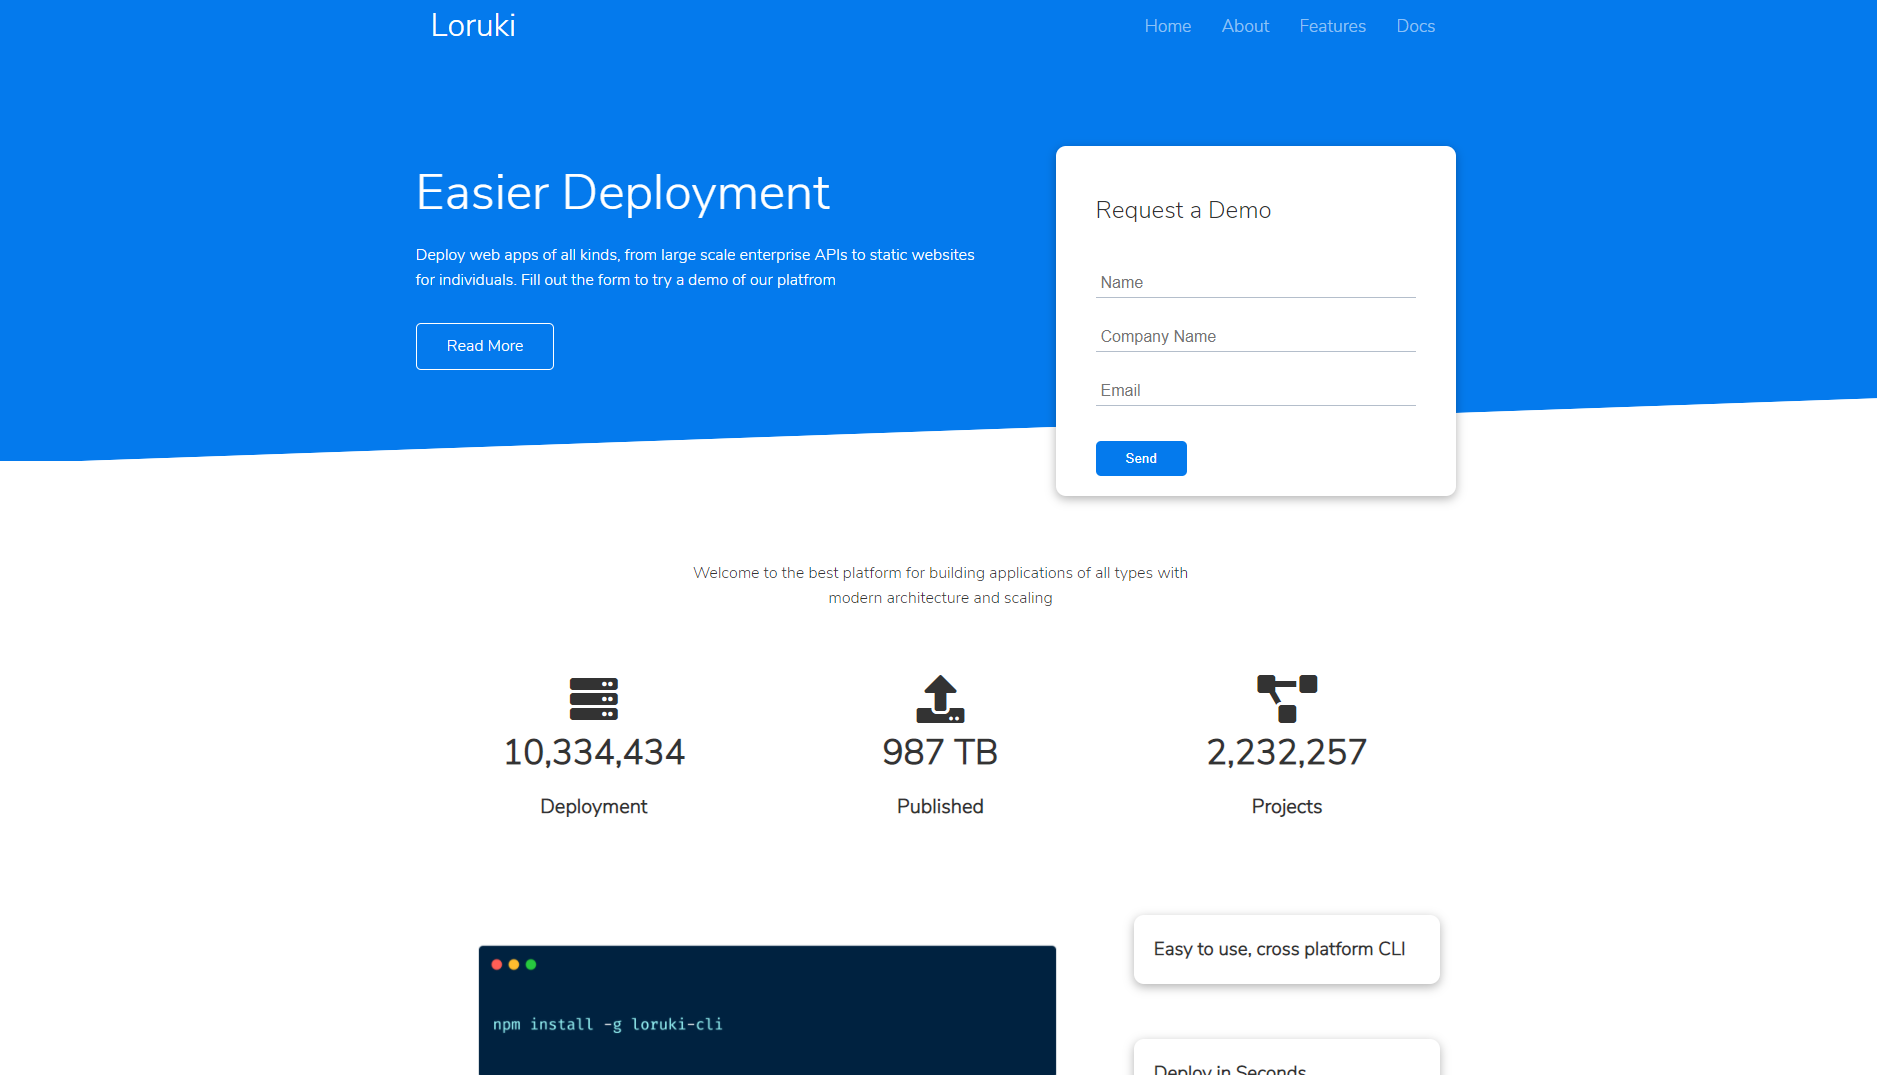 Loruki
Home About Features Docs
Easier Deployment
Deploy web apps of all kinds, from large scale enterprise APIs to static websites
for individuals. Fill out the form to try a demo of our platfrom
Read More
Request a Demo
Name
Company Name
Email
Send
Welcome to the best platform for building applications of all types with
modern architecture and scaling
10,334,434
Deployment
987 TB
Published
2,232,257
Projects
npm install -g loruki-cli
Easy to use, cross platform CLI
Deploy in Seconds